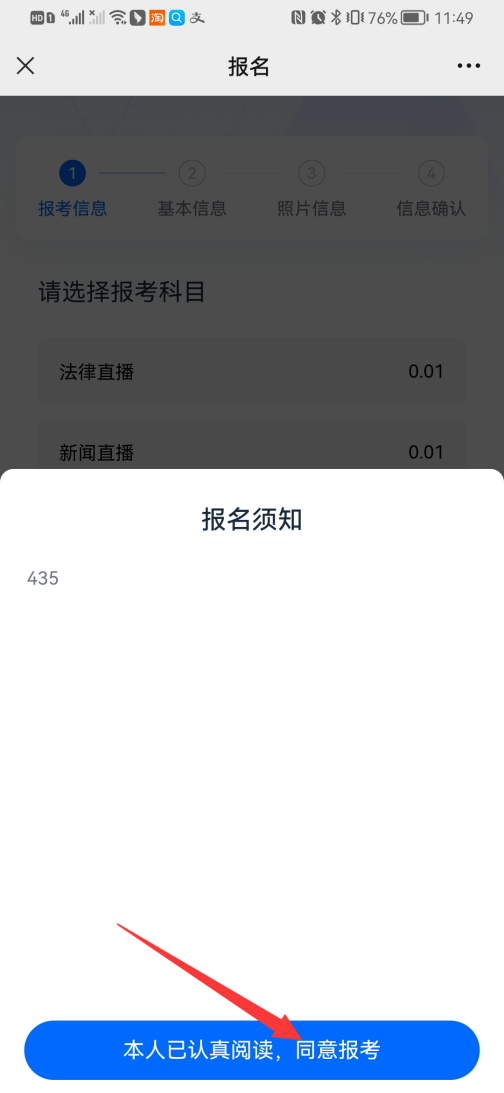 HD 1 4G 淘 支 76% 11:49
报名
1 2 3 4
报考信息 基本信息 照片信息 信息确认
请选择报考科目
法律直播 0.01
新闻直播 0.01
报名须知
435
本人已认真阅读，同意报考